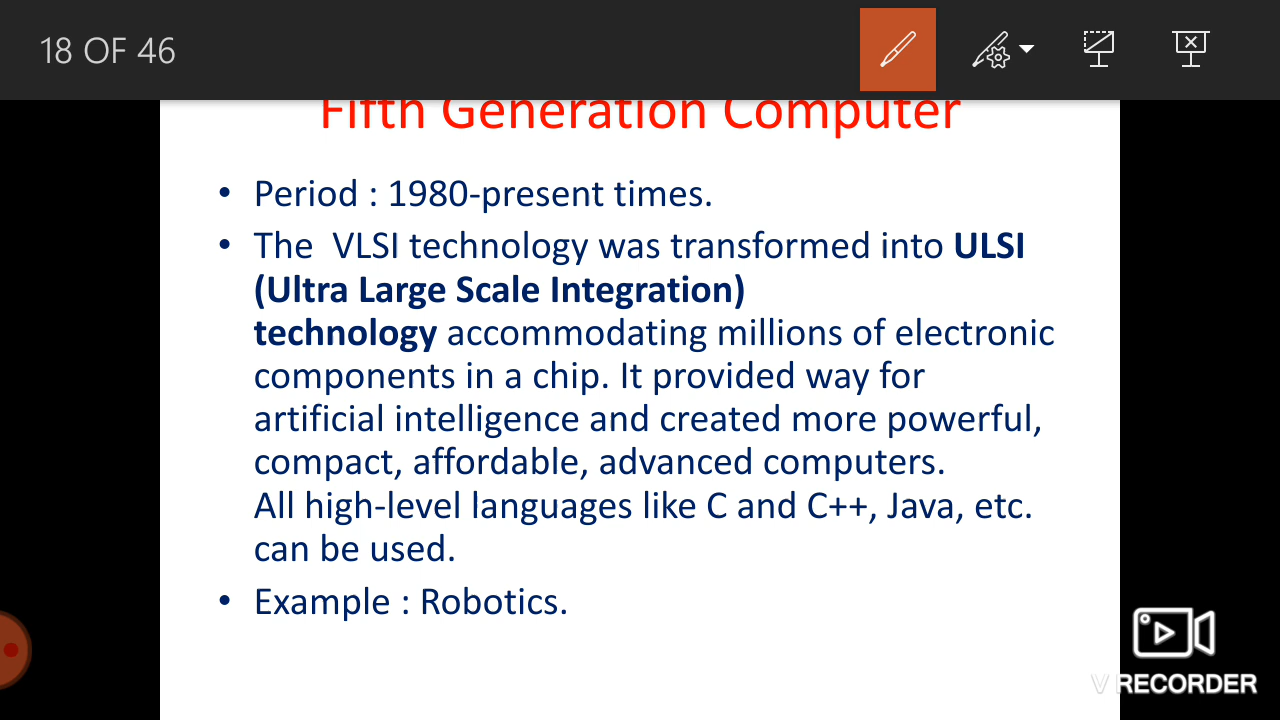 18 OF 46
Fifth Generation Computer
• Period : 1980-present times.
• The  VLSI technology was transformed into ULSI
(Ultra Large Scale Integration)
technology accommodating millions of electronic
components in a chip. It provided way for
artificial intelligence and created more powerful,
compact, affordable, advanced computers.
All high-level languages like C and C++, Java, etc.
can be used.
• Example : Robotics.
V RECORDER